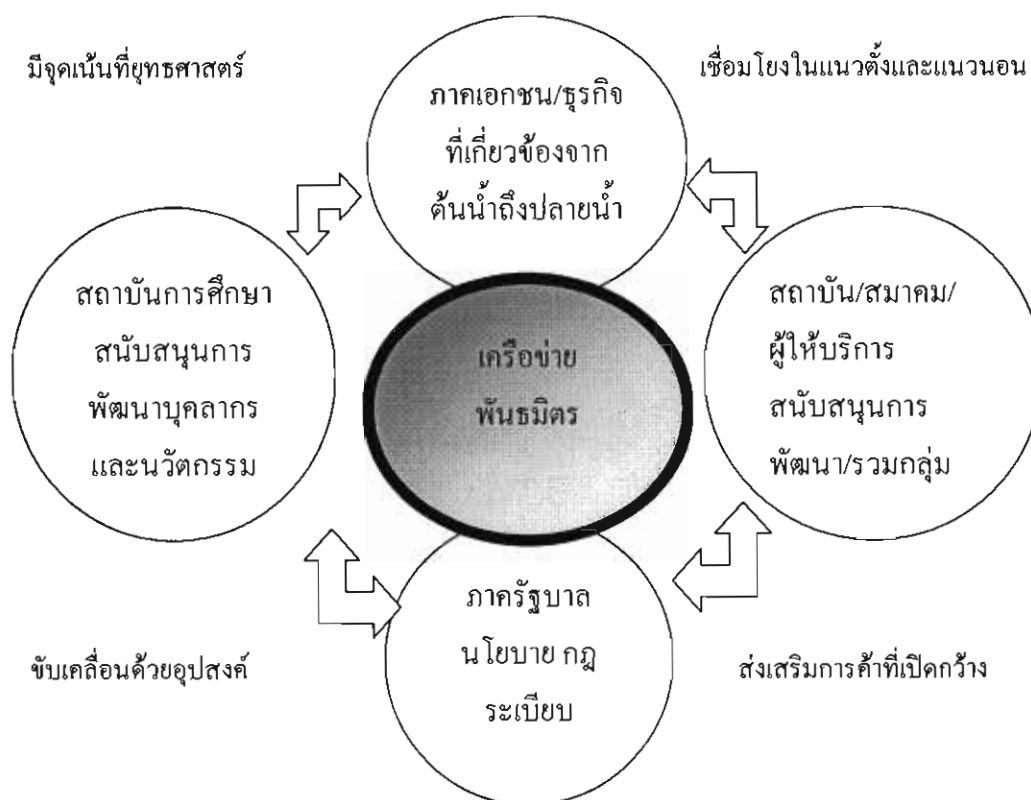 มีจุดเน้นที่ยุทธศาสตร์
เชื่อมโยงในแนวตั้งและแนวนอน
ภาคเอกชน/ธุรกิจ
ที่เกี่ยวข้องจาก
ต้นน้ำถึงปลายน้ำ
สถาบันการศึกษา
สนับสนุนการ
พัฒนาบุคลากร
และนวัตกรรม
เครือข่าย
พันธมิตร
สถาบัน/สมาคม/
ผู้ให้บริการ
สนับสนุนการ
พัฒนา/รวมกลุ่ม
ภาครัฐบาล
นโยบาย กฎ
ระเบียบ
ขับเคลื่อนด้วยอุปสงค์
ส่งเสริมการค้าที่เปิดกว้าง